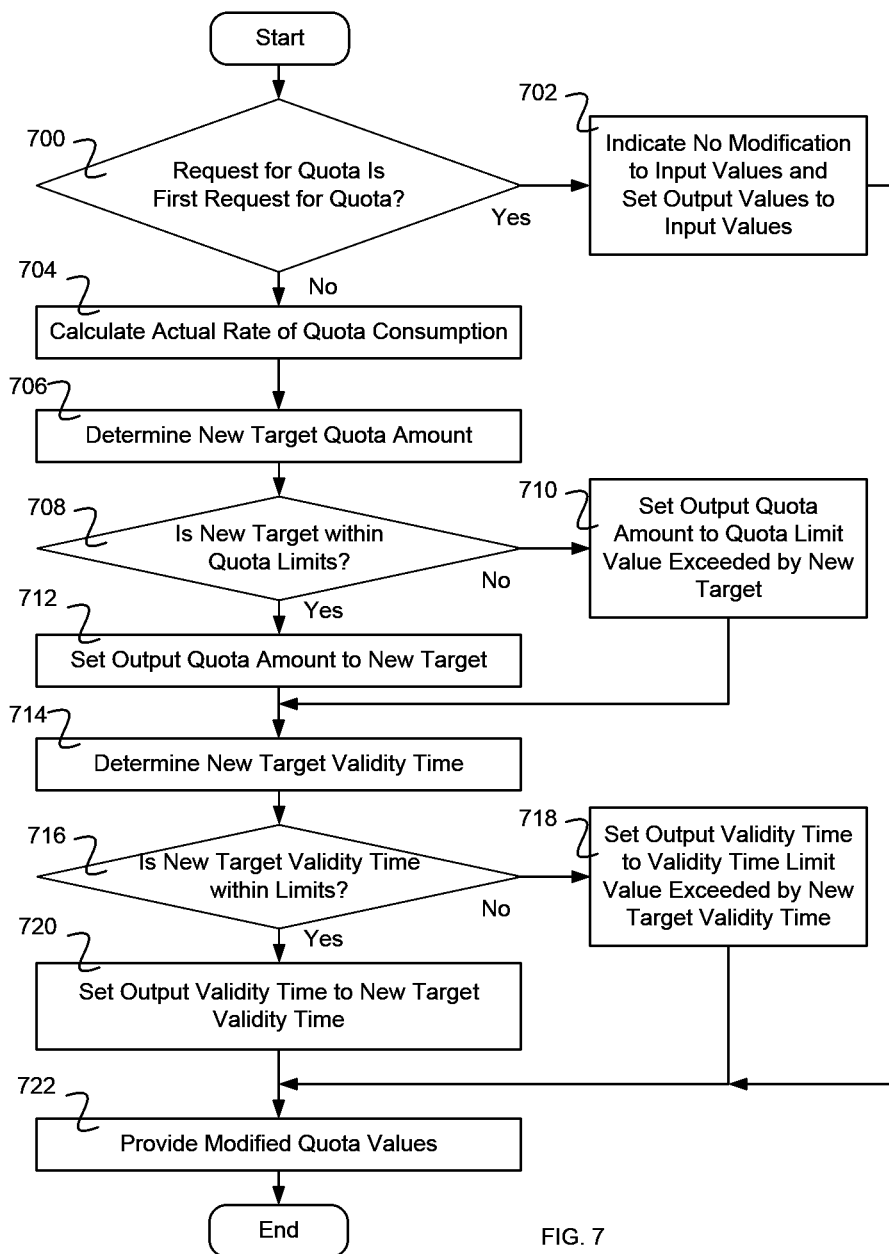 Start
700
Request for Quota Is
First Request for Quota?
Yes
702
Indicate No Modification
to Input Values and
Set Output Values to
Input Values
No
704
Calculate Actual Rate of Quota Consumption
706
Determine New Target Quota Amount
708
Is New Target within
Quota Limits?
No
710
Set Output Quota
Amount to Quota Limit
Value Exceeded by New
Target
Yes
712
Set Output Quota Amount to New Target
714
Determine New Target Validity Time
716
Is New Target Validity Time
within Limits?
No
718
Set Output Validity Time
to Validity Time Limit
Value Exceeded by New
Target Validity Time
Yes
720
Set Output Validity Time to New Target
Validity Time
722
Provide Modified Quota Values
End
FIG. 7